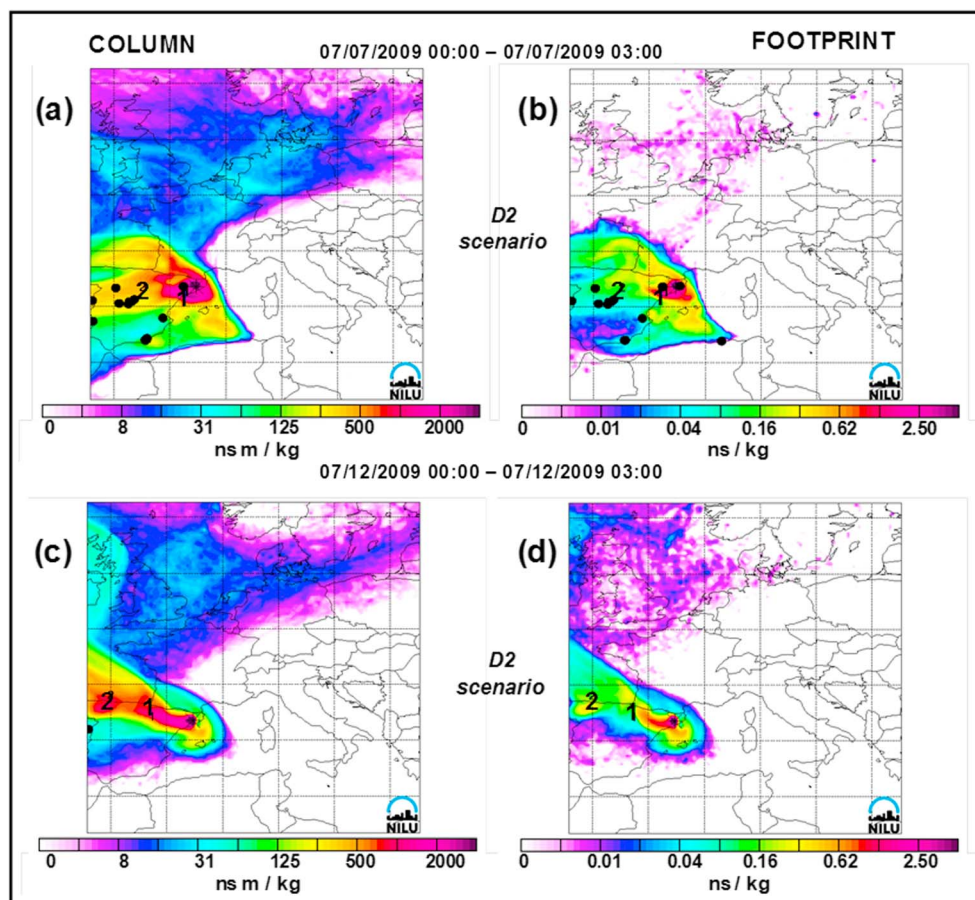 COLUMN
07/07/2009 00:00 – 07/07/2009 03:00
FOOTPRINT
(a)
(b)
D2
scenario
2
1
2
1
NILU
NILU
0 8 31 125 500 2000
ns m / kg
0 0.01 0.04 0.16 0.62 2.50
ns / kg
07/12/2009 00:00 – 07/12/2009 03:00
(c)
(d)
D2
scenario
2
1
2
1
NILU
NILU
0 8 31 125 500 2000
ns m / kg
0 0.01 0.04 0.16 0.62 2.50
ns / kg